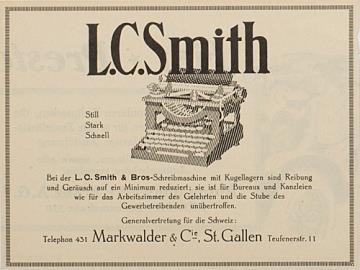 L.C.Smith
Still
Stark
Schnell
Bei der L. C. Smith & Bros-Schreibmaschine mit Kugellagern sind Reibung
und Geräusch auf ein Minimum reduziert; sie ist für Bureaux und Kanzleien
wie für das Arbeitszimmer des Gelehrten und die Stube des
Gewerbetreibenden unübertroffen.
Generalvertretung für die Schweiz:
Telephon 431 Markwalder & Cie., St. Gallen Teufenerstr. 11